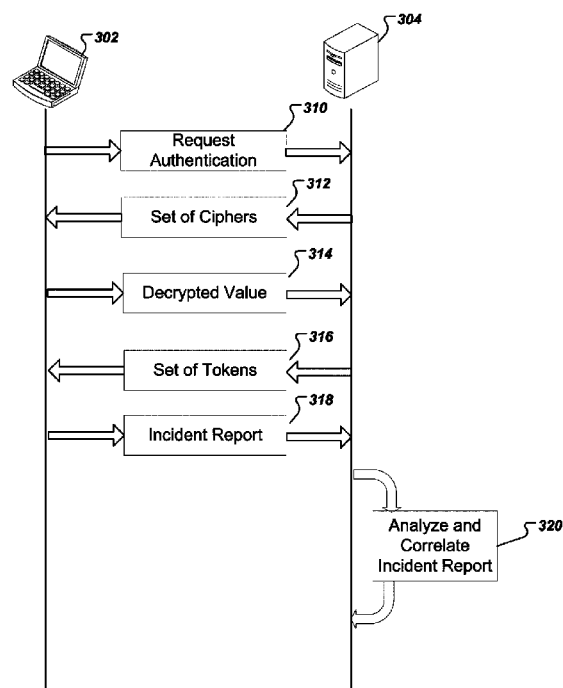 302
304
310
Request
Authentication
312
Set of Ciphers
314
Decrypted Value
316
Set of Tokens
318
Incident Report
Analyze and
Correlate
Incident Report
320